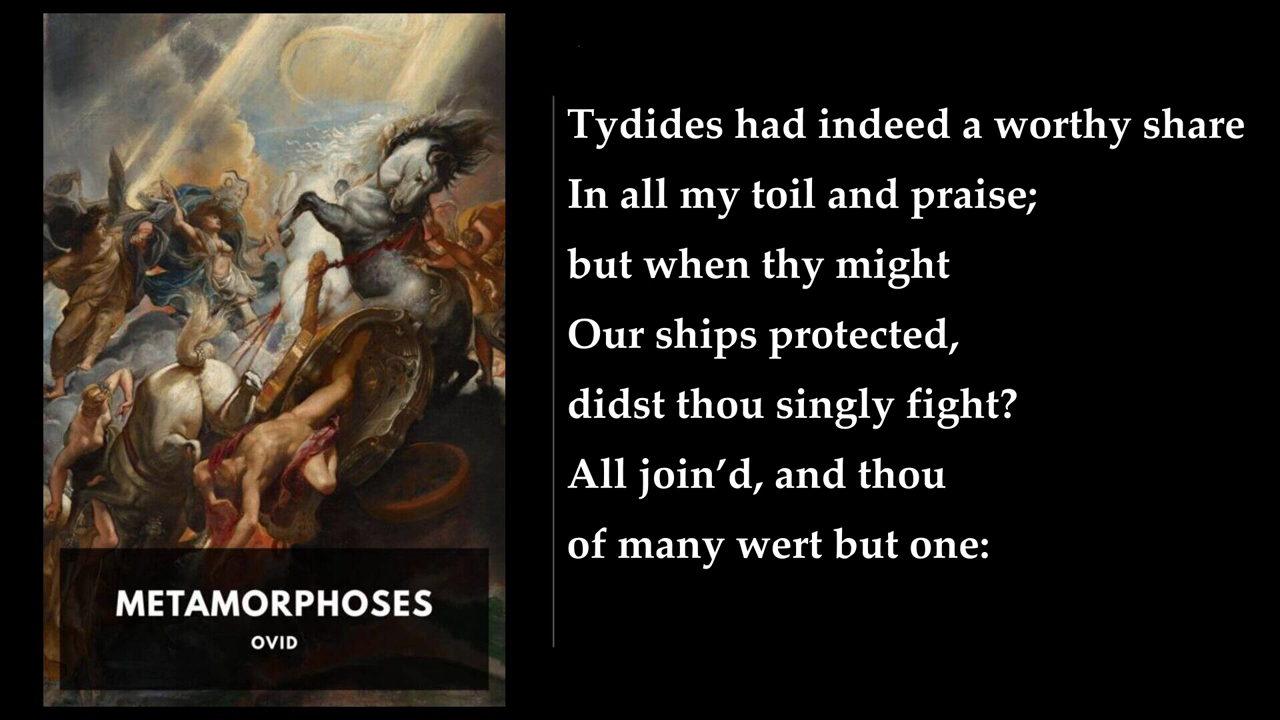 METAMORPHOSES
OVID
Tydides had indeed a worthy share
In all my toil and praise;
but when thy might
Our ships protected,
didst thou singly fight?
All join’d, and thou
of many wert but one: